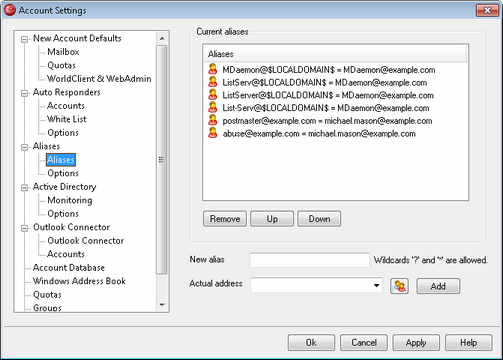 Account Settings
New Account Defaults
Mailbox
Quotas
WorldClient & WebAdmin
Auto Responders
Accounts
White List
Options
Aliases
Aliases
Options
Active Directory
Monitoring
Options
Outlook Connector
Outlook Connector
Accounts
Account Database
Windows Address Book
Quotas
Groups
Current aliases
Aliases
MDaemon@$LOCALDOMAIN$ = MDaemon@example.com
ListServ@$LOCALDOMAIN$ = MDaemon@example.com
ListServer@$LOCALDOMAIN$ = MDaemon@example.com
List-Serv@$LOCALDOMAIN$ = MDaemon@example.com
postmaster@example.com = michael.mason@example.com
abuse@example.com = michael.mason@example.com
Remove Up Down
New alias Wildcards '?' and '*' are allowed.
Actual address Add
Ok Cancel Apply Help